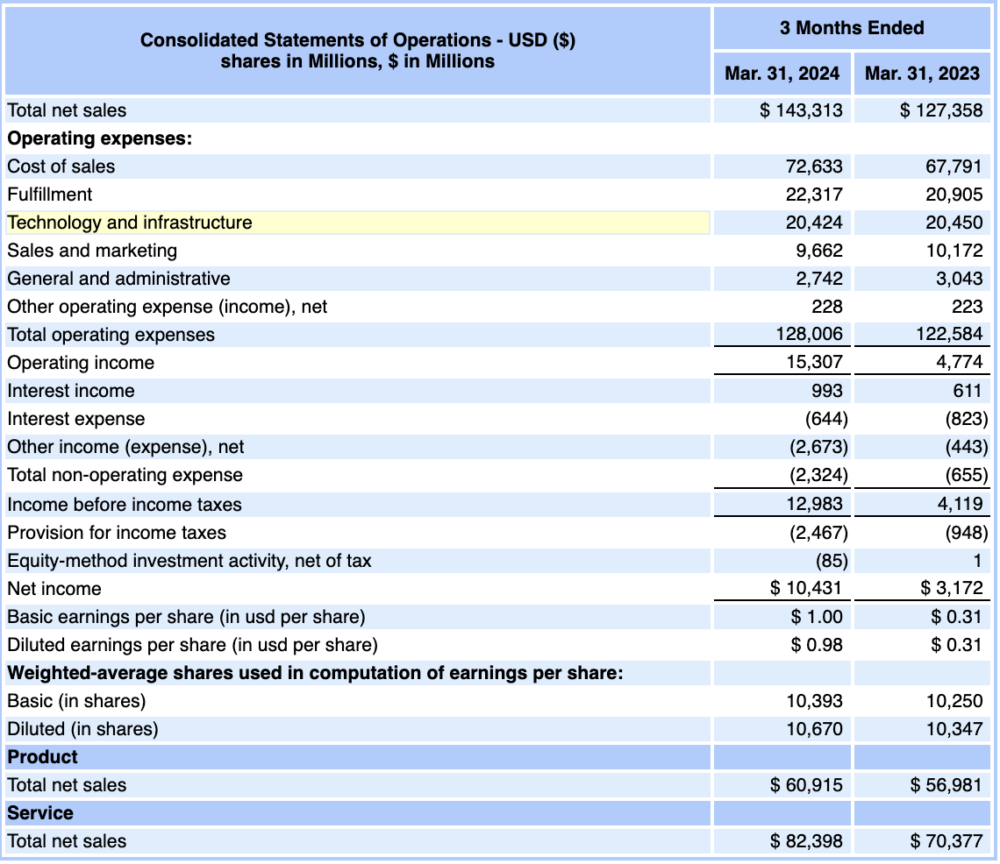 Consolidated Statements of Operations - USD ($)
shares in Millions, $ in Millions
3 Months Ended
Mar. 31, 2024 Mar. 31, 2023
Total net sales $ 143,313 $ 127,358
Operating expenses:
Cost of sales 72,633 67,791
Fulfillment 22,317 20,905
Technology and infrastructure 20,424 20,450
Sales and marketing 9,662 10,172
General and administrative 2,742 3,043
Other operating expense (income), net 228 223
Total operating expenses 128,006 122,584
Operating income 15,307 4,774
Interest income 993 611
Interest expense (644) (823)
Other income (expense), net (2,673) (443)
Total non-operating expense (2,324) (655)
Income before income taxes 12,983 4,119
Provision for income taxes (2,467) (948)
Equity-method investment activity, net of tax (85) 1
Net income $ 10,431 $ 3,172
Basic earnings per share (in usd per share) $ 1.00 $ 0.31
Diluted earnings per share (in usd per share) $ 0.98 $ 0.31
Weighted-average shares used in computation of earnings per share:
Basic (in shares) 10,393 10,250
Diluted (in shares) 10,670 10,347
Product
Total net sales $ 60,915 $ 56,981
Service
Total net sales $ 82,398 $ 70,377